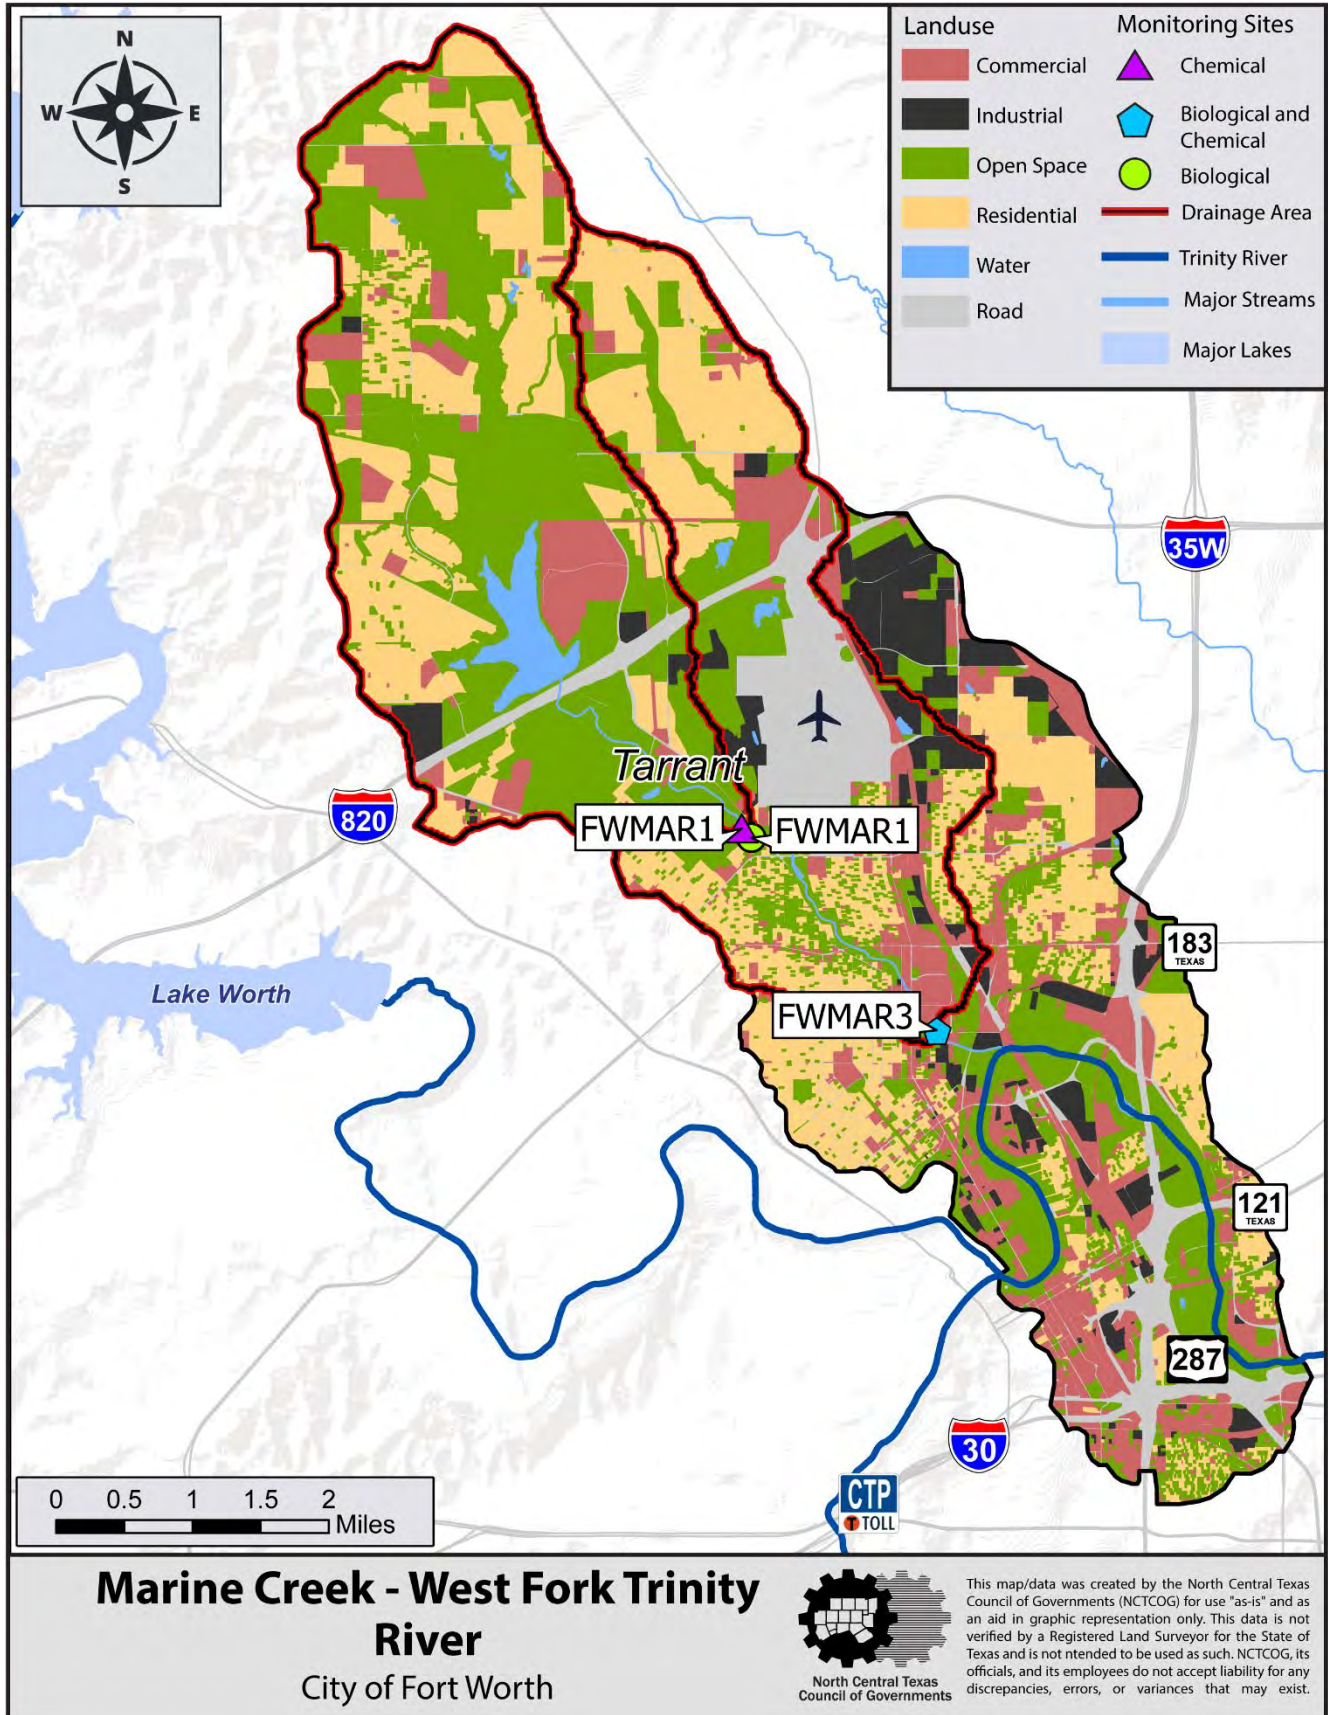 N
W E
S
Landuse
Commercial
Industrial
Open Space
Residential
Water
Road
Monitoring Sites
Chemical
Biological and
Chemical
Biological
Drainage Area
Trinity River
Major Streams
Major Lakes
35W
Tarrant
820
FWMAR1
FWMAR1
183
TEXAS
Lake Worth
FWMAR3
121
TEXAS
287
30
CTP
T TOLL
0 0.5 1 1.5 2
Miles
Marine Creek - West Fork Trinity
River
City of Fort Worth
North Central Texas
Council of Governments
This map/data was created by the North Central Texas
Council of Governments (NCTCOG) for use "as-is" and as
an aid in graphic representation only. This data is not
verified by a Registered Land Surveyor for the State of
Texas and is not ntended to be used as such. NCTCOG, its
officials, and its employees do not accept liability for any
discrepancies, errors, or variances that may exist.